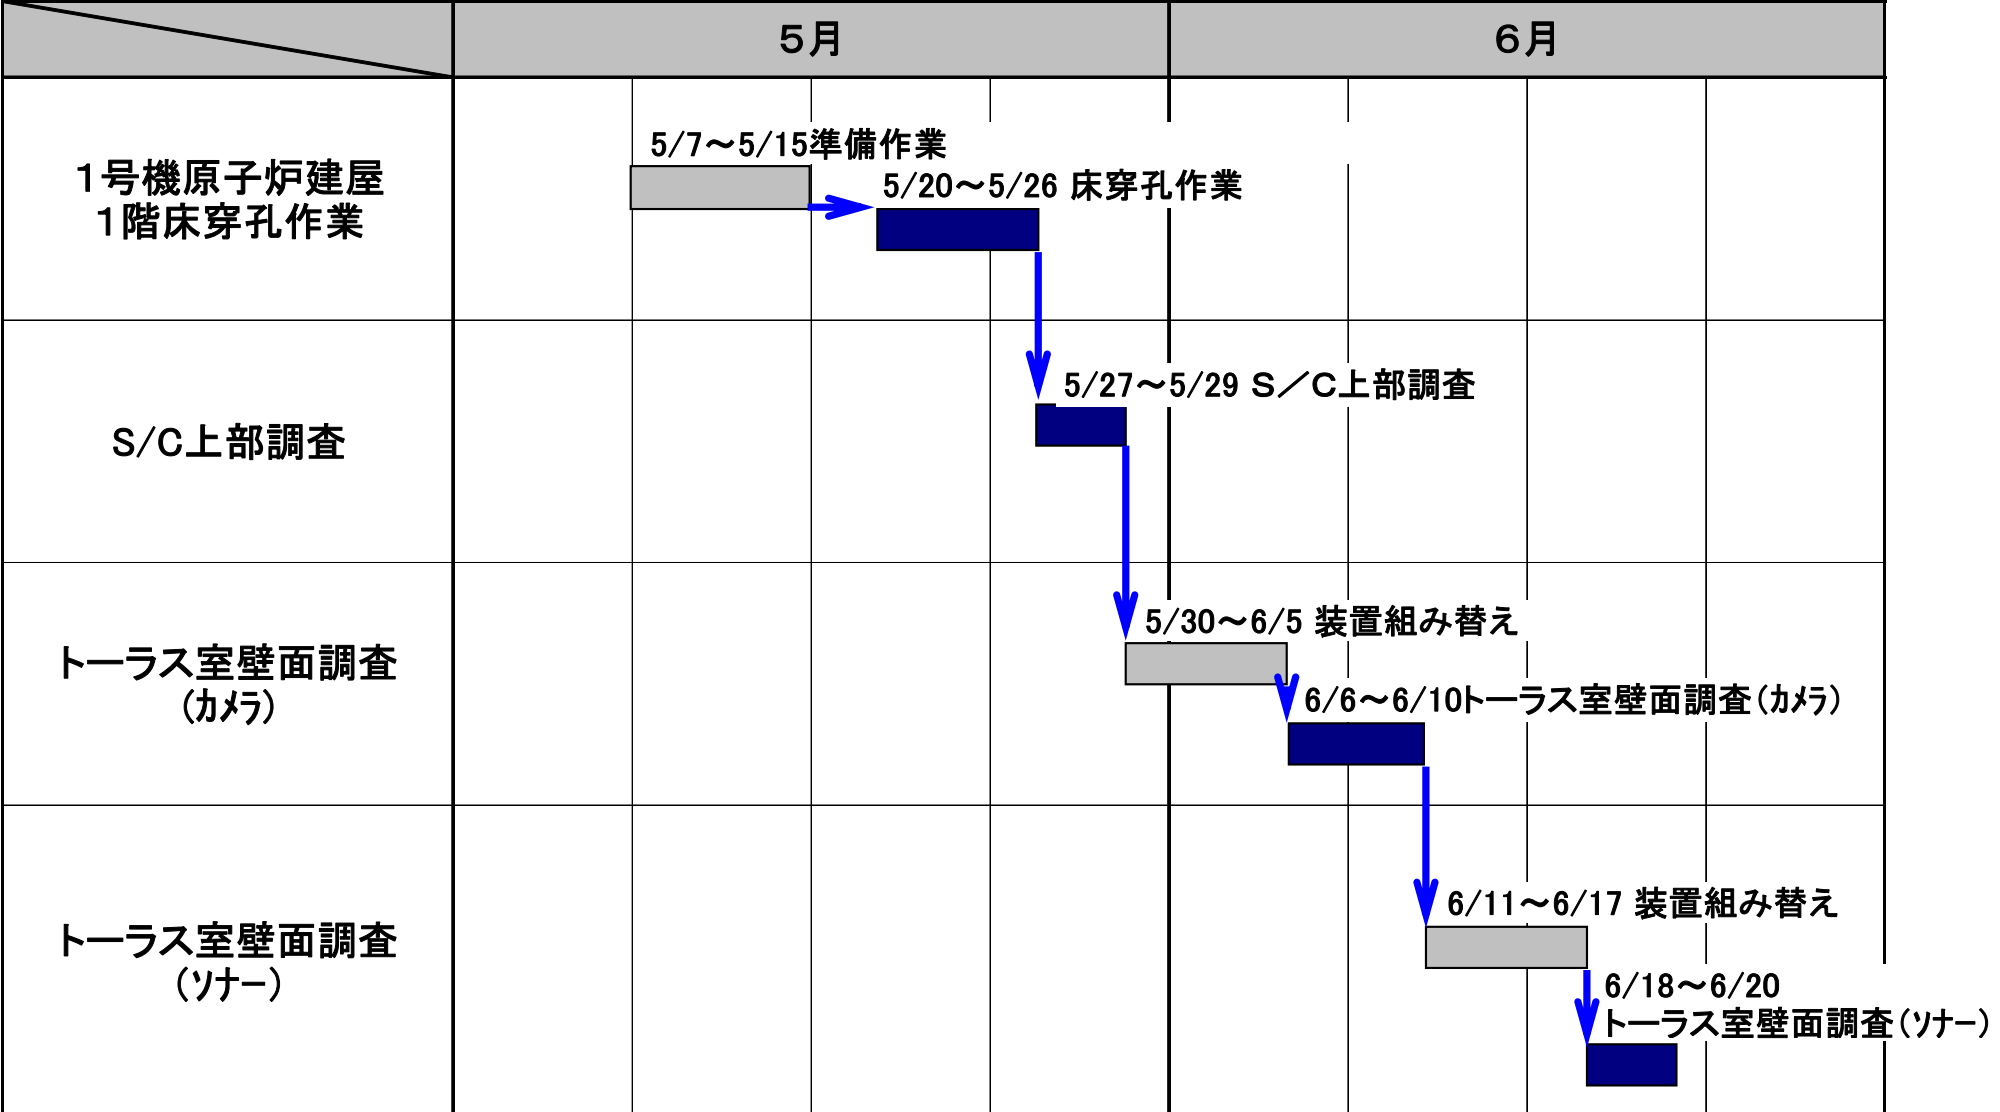 ５月
６月
１号機原子炉建屋
１階床穿孔作業
5/7～5/15準備作業
5/20～5/26 床穿孔作業
S/C上部調査
5/27～5/29 Ｓ／Ｃ上部調査
トーラス室壁面調査
(ｶﾒﾗ)
5/30～6/5 装置組み替え
6/6～6/10トーラス室壁面調査(ｶﾒﾗ)
トーラス室壁面調査
(ｿﾅｰ)
6/11～6/17 装置組み替え
6/18～6/20
トーラス室壁面調査(ｿﾅｰ)